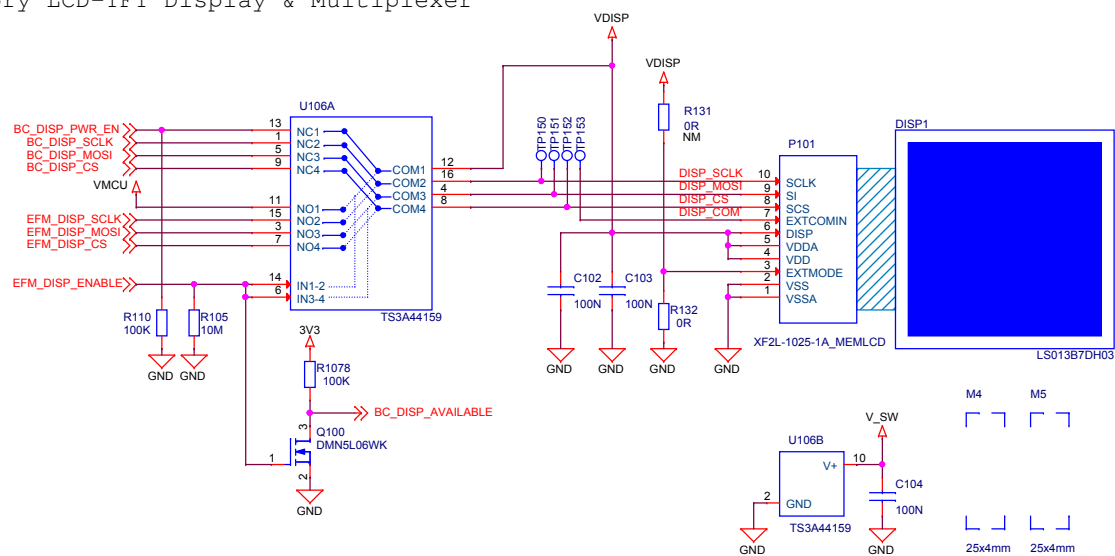 ory LCD-TFT Display & Multiplexer
VDISP
VDISP
R131
0R
NM
U106A
TP150
TP151
TP152
TP153
DISP1
P101
BC_DISP_PWR_EN
BC_DISP_SCLK
BC_DISP_MOSI
BC_DISP_CS
13
1
5
9
NC1
NC2
NC3
NC4
COM1
COM2
COM3
COM4
12
16
4
8
VMCU
EFM_DISP_SCLK
EFM_DISP_MOSI
EFM_DISP_CS
11
15
3
7
NO1
NO2
NO3
NO4
EFM_DISP_ENABLE
14
6
IN1-2
IN3-4
TS3A44159
DISP_SCLK
DISP_MOSI
DISP_CS
DISP_COM
10
9
8
7
6
5
4
3
2
1
SCLK
SI
SCS
EXTCOMIN
DISP
VDDA
VDD
EXTMODE
VSS
VSSA
C102
100N
C103
100N
R132
0R
XF2L-1025-1A_MEMLCD
LS013B7DH03
R110
100K
R105
10M
GND
GND
GND
GND
GND
GND
3V3
R1078
100K
BC_DISP_AVAILABLE
3
Q100
DMN5L06WK
1
2
GND
M4
M5
V_SW
U106B
V+
10
2
GND
TS3A44159
C104
100N
GND
GND
25x4mm
25x4mm